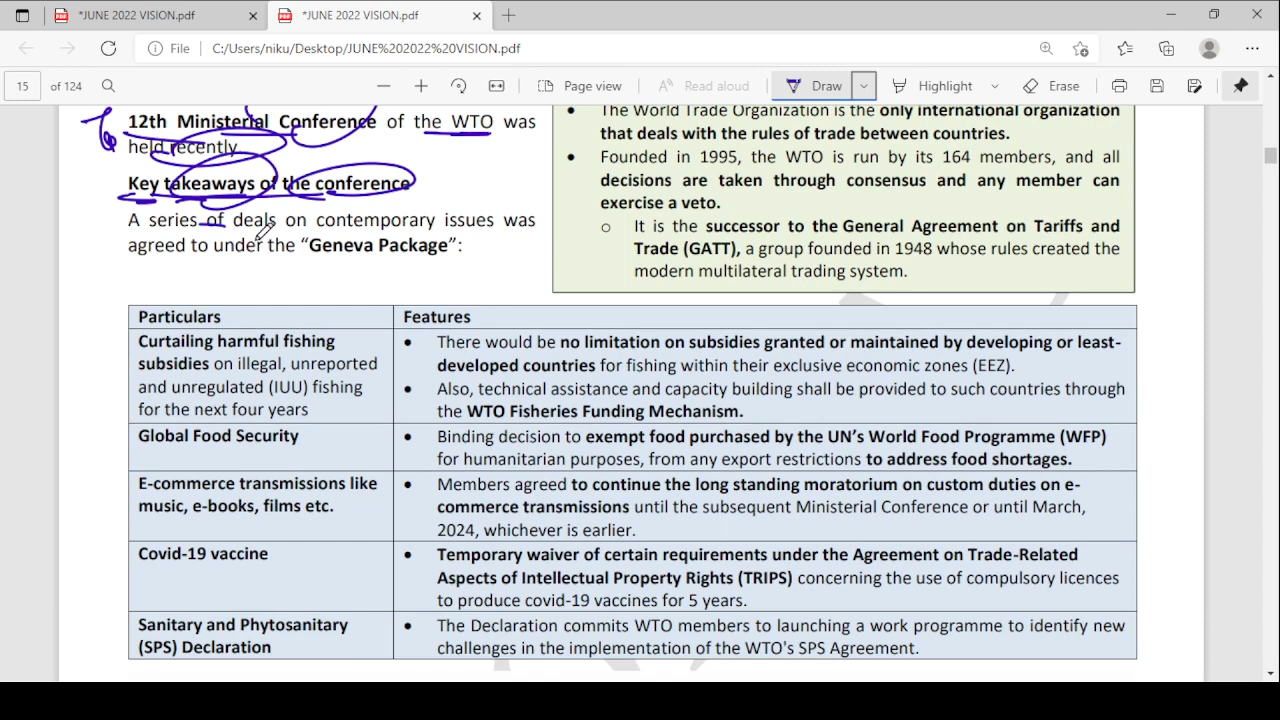 *JUNE 2022 VISION.pdf
*JUNE 2022 VISION.pdf
File
C:/Users/niku/Desktop/JUNE%202022%20VISION.pdf
15 of 124
Page view
Read aloud
Draw
Highlight
Erase
12th Ministerial Conference of the WTO was
held recently
Key takeaways of the conference
A series of deals on contemporary issues was
agreed to under the “Geneva Package”:
• The World Trade Organization is the only international organization
that deals with the rules of trade between countries.
• Founded in 1995, the WTO is run by its 164 members, and all
decisions are taken through consensus and any member can
exercise a veto.
o It is the successor to the General Agreement on Tariffs and
Trade (GATT), a group founded in 1948 whose rules created the
modern multilateral trading system.
Particulars
Features
Curtailing harmful fishing
subsidies on illegal, unreported
and unregulated (IUU) fishing
for the next four years
• There would be no limitation on subsidies granted or maintained by developing or least-
developed countries for fishing within their exclusive economic zones (EEZ).
• Also, technical assistance and capacity building shall be provided to such countries through
the WTO Fisheries Funding Mechanism.
Global Food Security
• Binding decision to exempt food purchased by the UN's World Food Programme (WFP)
for humanitarian purposes, from any export restrictions to address food shortages.
E-commerce transmissions like
music, e-books, films etc.
• Members agreed to continue the long standing moratorium on custom duties on e-
commerce transmissions until the subsequent Ministerial Conference or until March,
2024, whichever is earlier.
Covid-19 vaccine
• Temporary waiver of certain requirements under the Agreement on Trade-Related
Aspects of Intellectual Property Rights (TRIPS) concerning the use of compulsory licences
to produce covid-19 vaccines for 5 years.
Sanitary and Phytosanitary
(SPS) Declaration
• The Declaration commits WTO members to launching a work programme to identify new
challenges in the implementation of the WTO's SPS Agreement.